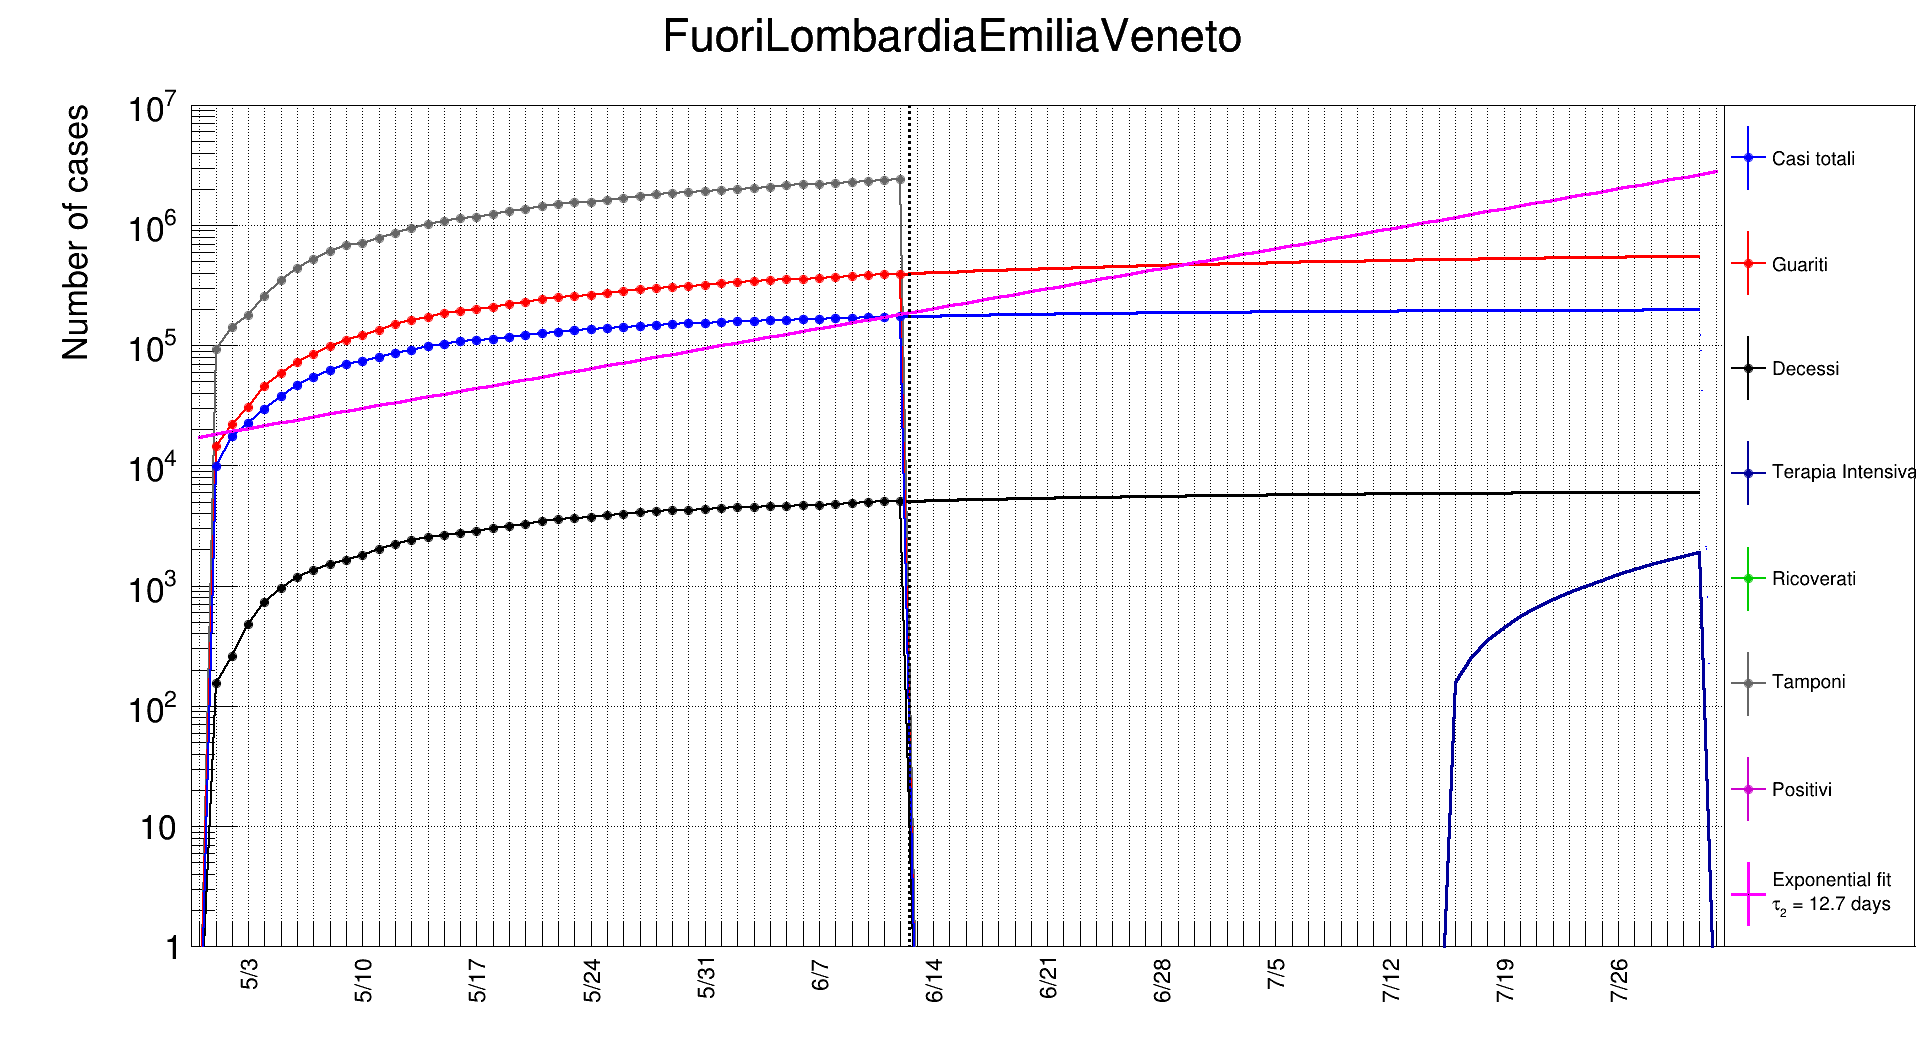 FuoriLombardiaEmiliaVeneto
Number of cases
10^7
10^6
10^5
10^4
10^3
10^2
10
1
5/3
5/10
5/17
5/24
5/31
6/7
6/14
6/21
6/28
7/5
7/12
7/19
7/26
Casi totali
Guariti
Decessi
Terapia Intensiva
Ricoverati
Tamponi
Positivi
Exponential fit
τ₂ = 12.7 days